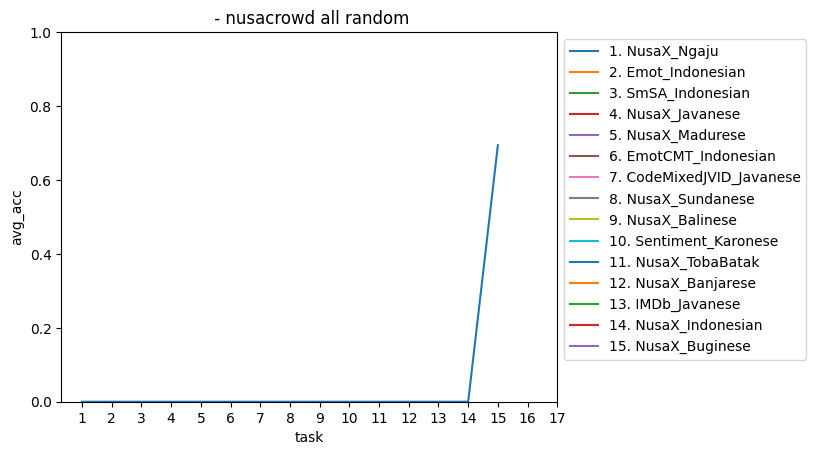 - nusacrowd all random
avg_acc
1.0
0.8
0.6
0.4
0.2
0.0
1 2 3 4 5 6 7 8 9 10 11 12 13 14 15 16 17
task
1. NusaX_Ngaju
2. Emot_Indonesian
3. SmSA_Indonesian
4. NusaX_Javanese
5. NusaX_Madurese
6. EmotCMT_Indonesian
7. CodeMixedJVID_Javanese
8. NusaX_Sundanese
9. NusaX_Balinese
10. Sentiment_Karonese
11. NusaX_TobaBatak
12. NusaX_Banjarese
13. IMDb_Javanese
14. NusaX_Indonesian
15. NusaX_Buginese